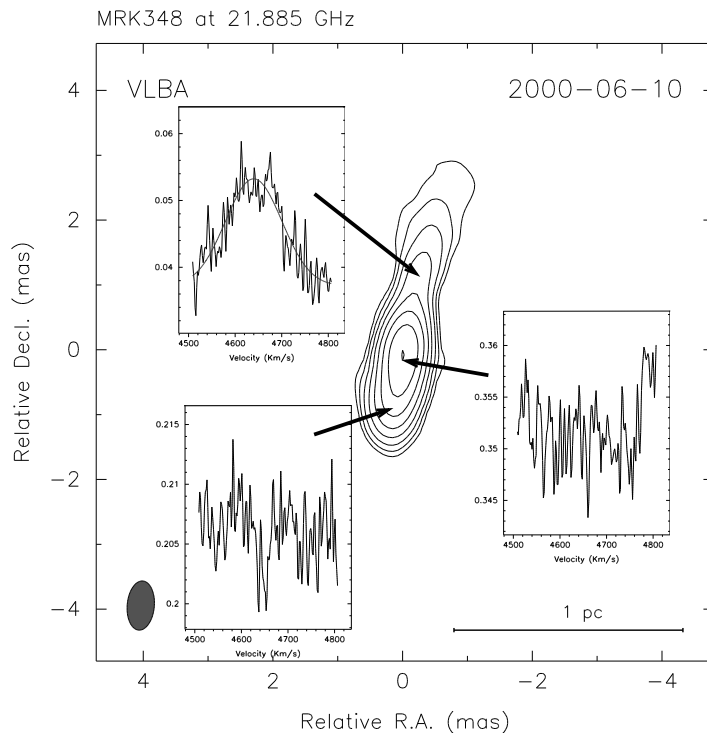 MRK348 at 21.885 GHz
VLBA
2000−06−10
Relative Decl. (mas)
4
2
0
−2
−4
0.06
0.05
0.04
4500 4600 4700 4800
Velocity (Km/s)
0.36
0.355
0.35
0.345
4500 4600 4700 4800
Velocity (Km/s)
0.215
0.21
0.205
0.2
4500 4600 4700 4800
Velocity (Km/s)
1 pc
4 2 0 −2 −4
Relative R.A. (mas)